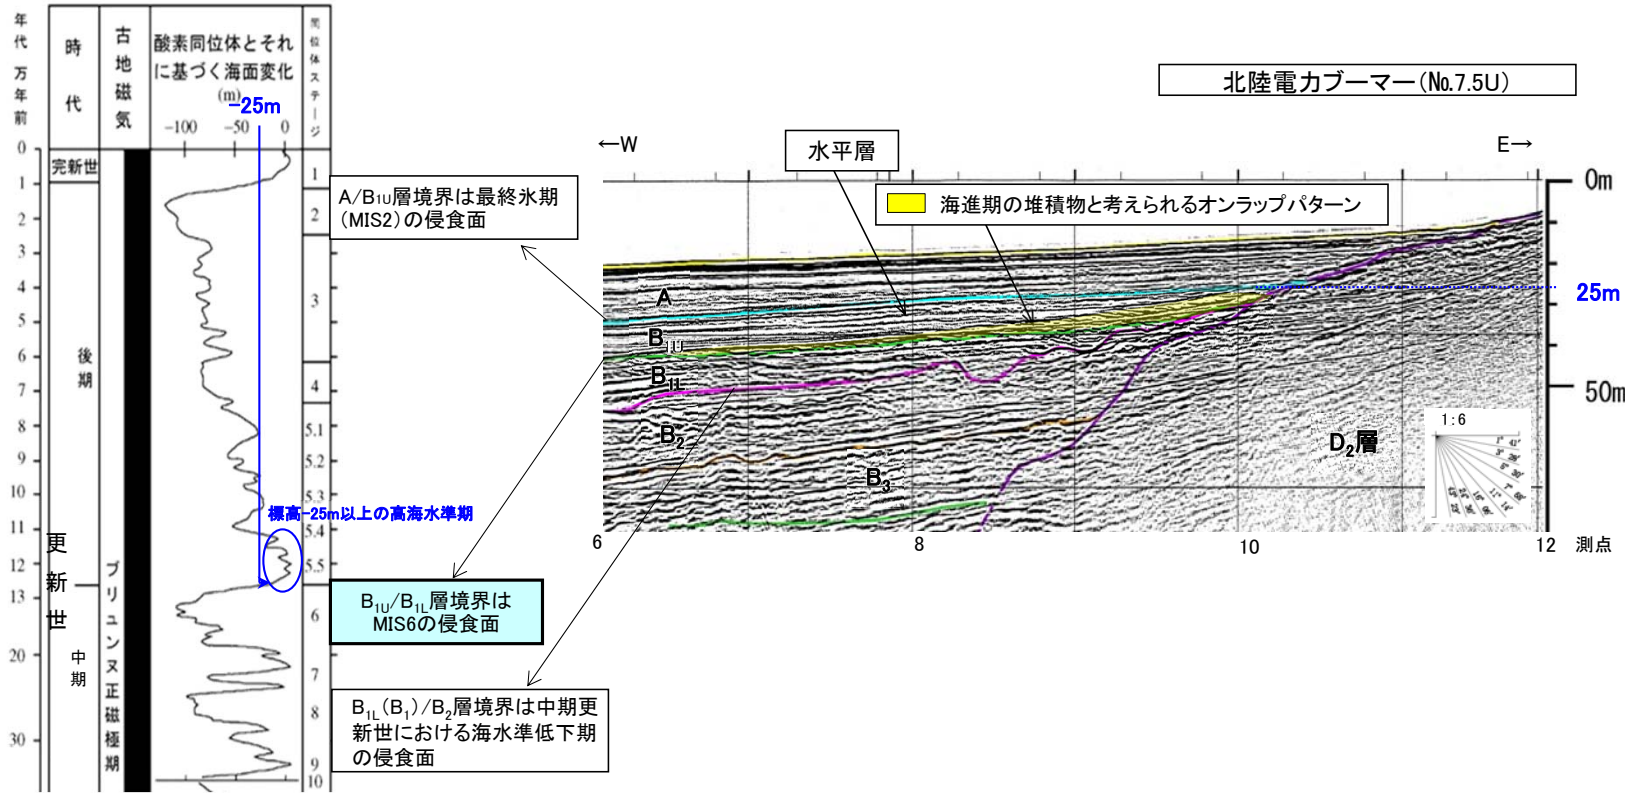 年代 万年前
時代
古地磁気
酸素同位体とそれ
に基づく海面変化
(m)
-25m
-100 -50 0
同位体ステージ
0
1
2
3
4
5
6
7
8
9
10
11
12
13
20
30
完新世
更新世
後期
中期
ブリュンヌ正磁極期
1
2
3
4
5.1
5.2
5.3
5.4
5.5
6
7
8
9
10
標高-25m以上の高海水準期
A/B1U層境界は最終氷期
(MIS2)の侵食面
B1U/B1L層境界は
MIS6の侵食面
B1L(B1)/B2層境界は中期更
新世における海水準低下期
の侵食面
北陸電力ブーマー(No.7.5U)
←W
E→
水平層
海進期の堆積物と考えられるオンラップパターン
0m
25m
50m
A
B1U
B1L
B2
B3
D2層
1:6
6 8 10 12 測点